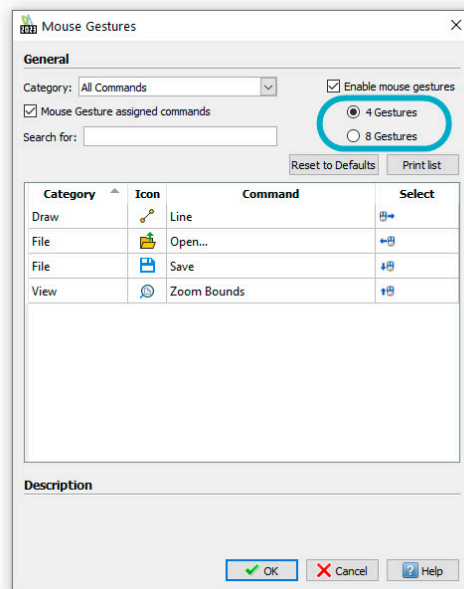 2023 Mouse Gestures
General
Category: All Commands
Enable mouse gestures
Mouse Gesture assigned commands
4 Gestures
Search for:
8 Gestures
Reset to Defaults Print list
Category Icon Command Select
Draw Line
File Open...
File Save
View Zoom Bounds
Description
OK Cancel Help